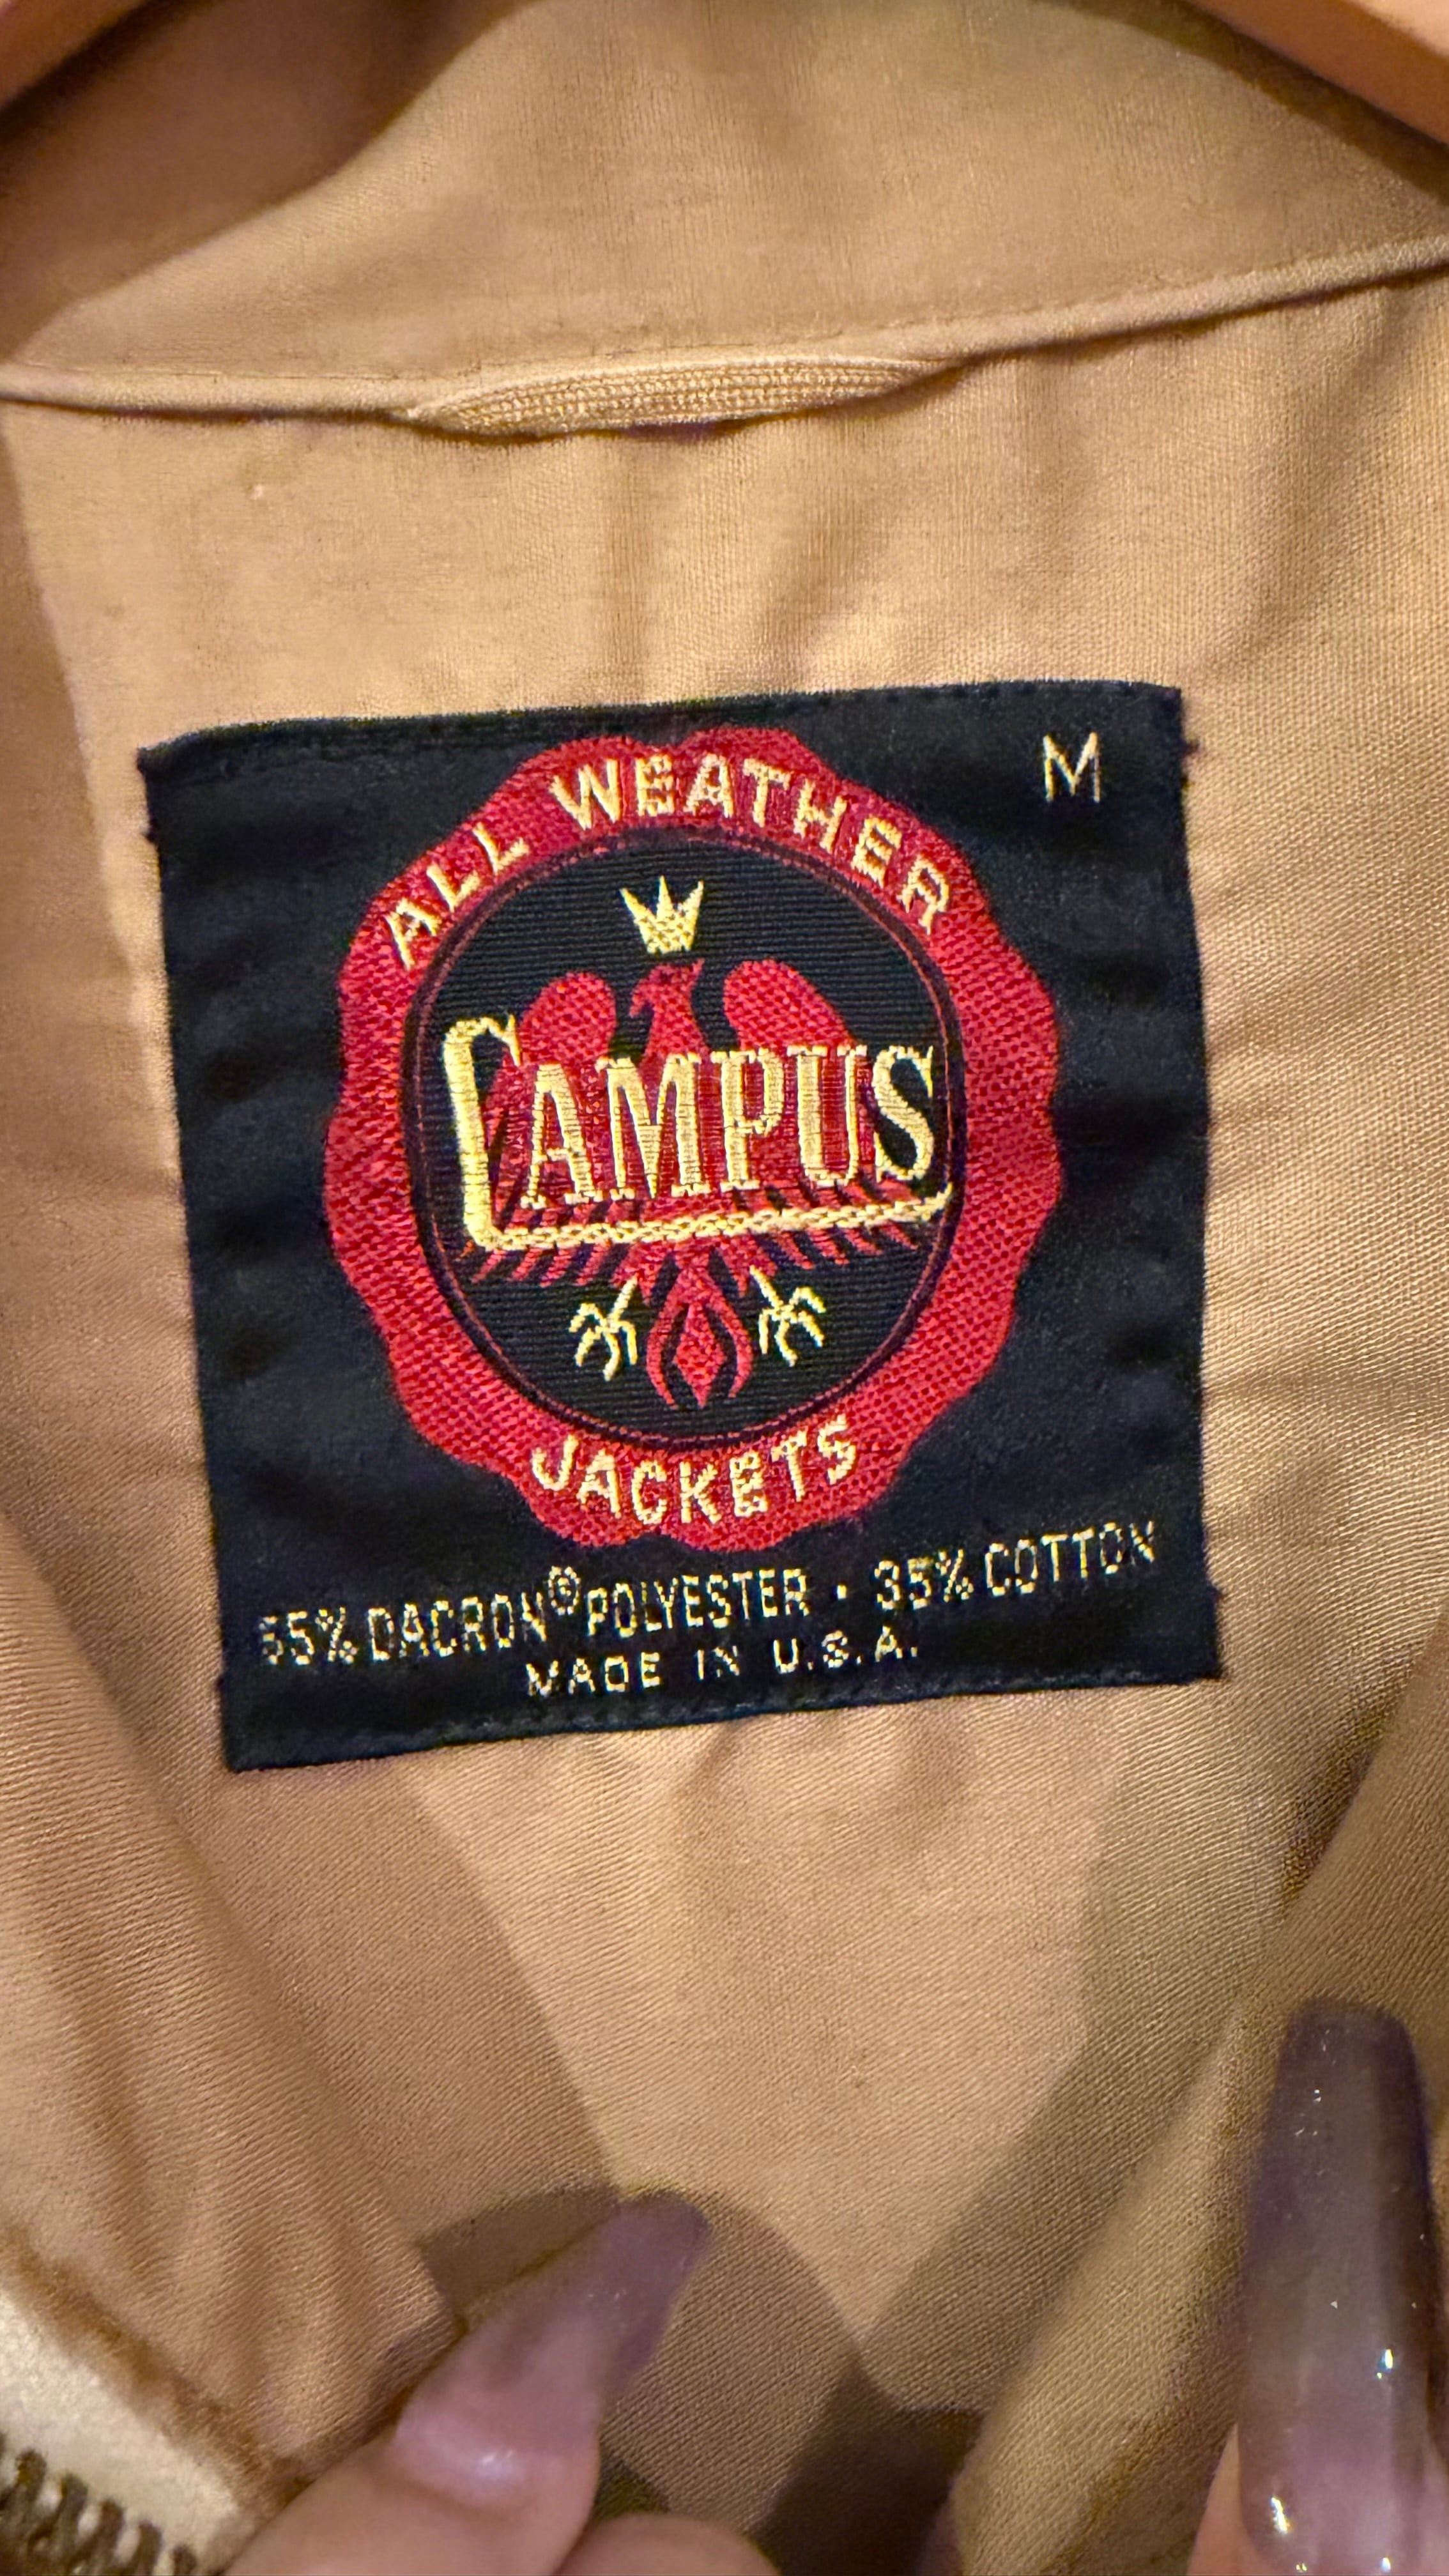 M
ALL WEATHER
CAMPUS
JACKETS
65% DACRON® POLYESTER · 35% COTTON
MADE IN U.S.A.